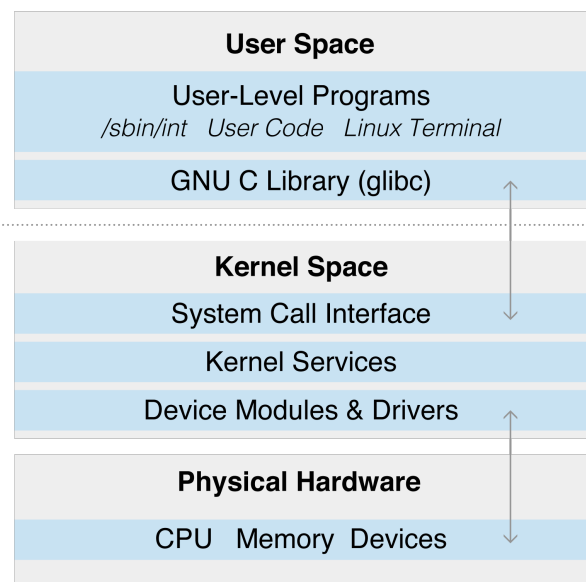 User Space
User-Level Programs
/sbin/int User Code Linux Terminal
GNU C Library (glibc)
Kernel Space
System Call Interface
Kernel Services
Device Modules & Drivers
Physical Hardware
CPU Memory Devices